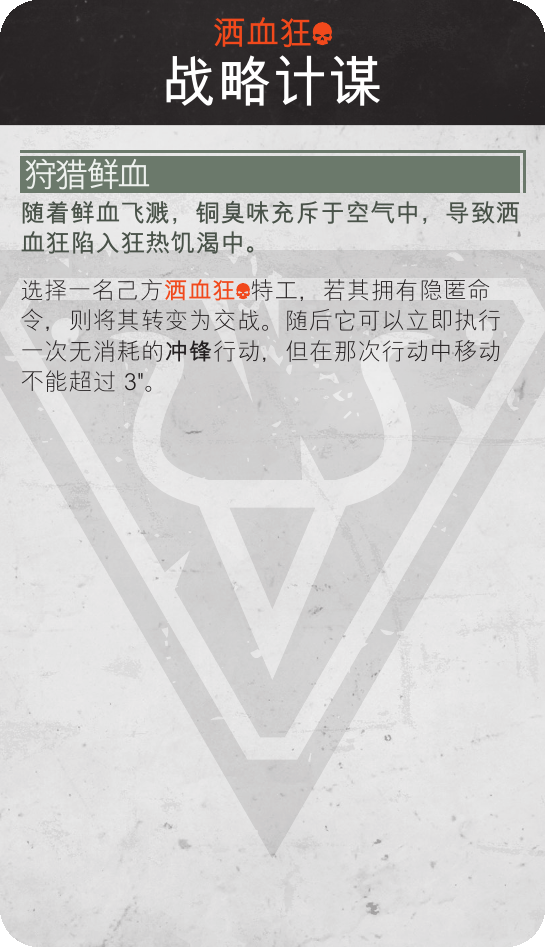 洒血狂
战略计谋
狩猎鲜血
随着鲜血飞溅，铜臭味充斥于空气中，导致洒
血狂陷入狂热饥渴中。
选择一名己方洒血狂特工，若其拥有隐匿命
令，则将其转变为交战。随后它可以立即执行
一次无消耗的冲锋行动，但在那次行动中移动
不能超过 3"。